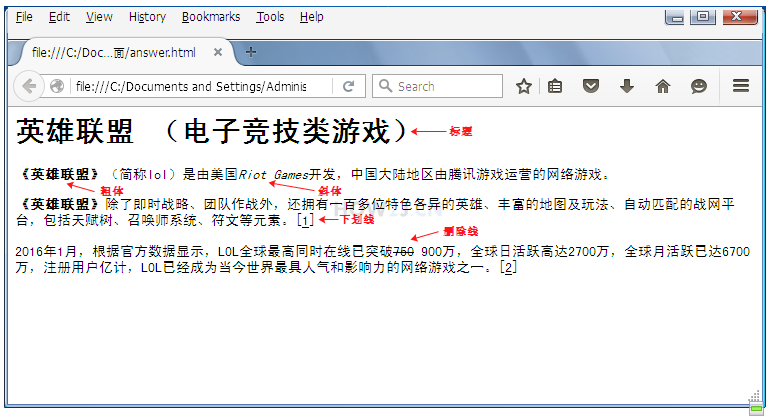 File Edit View History Bookmarks Tools Help
file:///C:/Doc...面/answer.html
file:///C:/Documents and Settings/Adminis
Search
英雄联盟 （电子竞技类游戏）
标题
《英雄联盟》（简称lol）是由美国Riot Games开发，中国大陆地区由腾讯游戏运营的网络游戏。
粗体
斜体
《英雄联盟》除了即时战略、团队作战外，还拥有一百多位特色各异的英雄、丰富的地图及玩法、自动匹配的战网平
台，包括天赋树、召唤师系统、符文等元素。[1]
下划线
删除线
2016年1月，根据官方数据显示，LOL全球最高同时在线已突破750 900万，全球日活跃高达2700万，全球月活跃已达6700
万，注册用户亿计，LOL已经成为当今世界最具人气和影响力的网络游戏之一。[2]